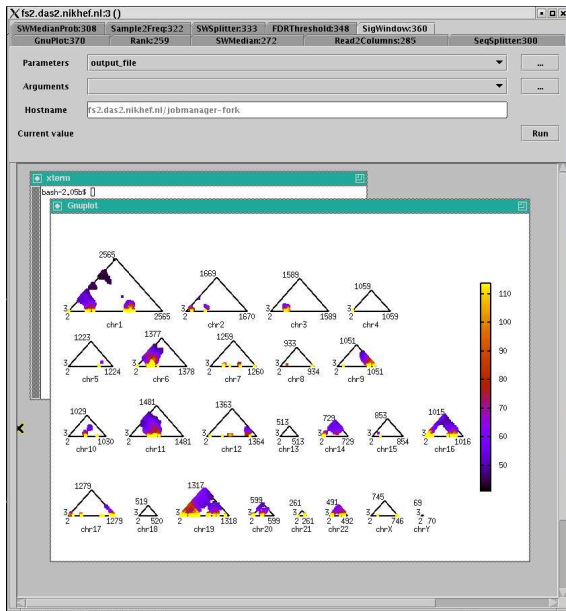 fs2.das2.nikhef.nl:3 ()
SWMedianProb:308 Sample2Freq:322 SWSplitter:333 FDRThreshold:348 SigWindow:360
GnuPlot:370 Rank:259 SWMedian:272 Read2Columns:285 SeqSplitter:300
Parameters output_file ...
Arguments ...
Hostname fs2.das2.nikhef.nl/jobmanager-fork
Current value Run
xterm
bash-2.05b$
Gnuplot
2565
3
2 2565
chr1
1669
3
2 1670
chr2
1589
3
2 1589
chr3
1059
3
2 1059
chr4
1223
3
2 1224
chr5
1377
3
2 1378
chr6
1259
3
2 1260
chr7
933
3
2 934
chr8
1051
3
2 1051
chr9
1029
3
2 1030
chr10
1481
3
2 1481
chr11
1363
3
2 1364
chr12
513
3
2 513
chr13
729
3
2 729
chr14
853
3
2 854
chr15
1015
3
2 1016
chr16
1279
3
2 1279
chr17
519
3
2 520
chr18
1317
3
2 1318
chr19
599
3
2 599
chr20
261
3
2 261
chr21
491
3
2 492
chr22
745
3
2 746
chrX
69
3
2 70
chrY
110
100
90
80
70
60
50